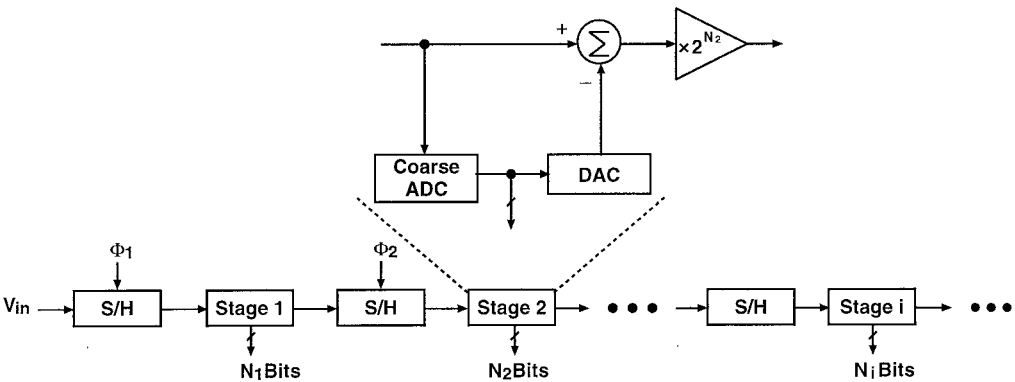 +
Σ
×2^N2
−
Coarse
ADC
DAC
Φ1
Φ2
Vin
S/H
Stage 1
S/H
Stage 2
S/H
Stage i
N1Bits
N2Bits
NiBits